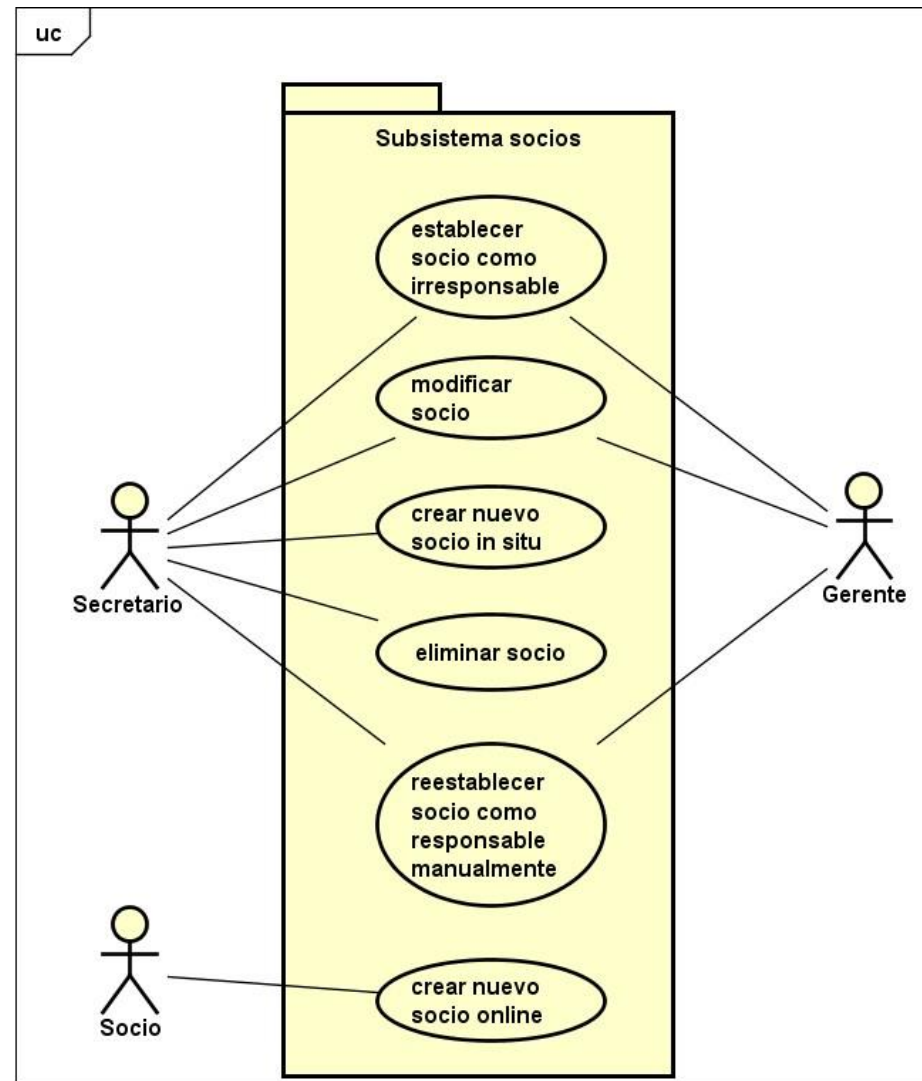 uc
Subsistema socios
establecer
socio como
irresponsable
modificar
socio
crear nuevo
socio in situ
Secretario
Gerente
eliminar socio
reestablecer
socio como
responsable
manualmente
crear nuevo
socio online
Socio